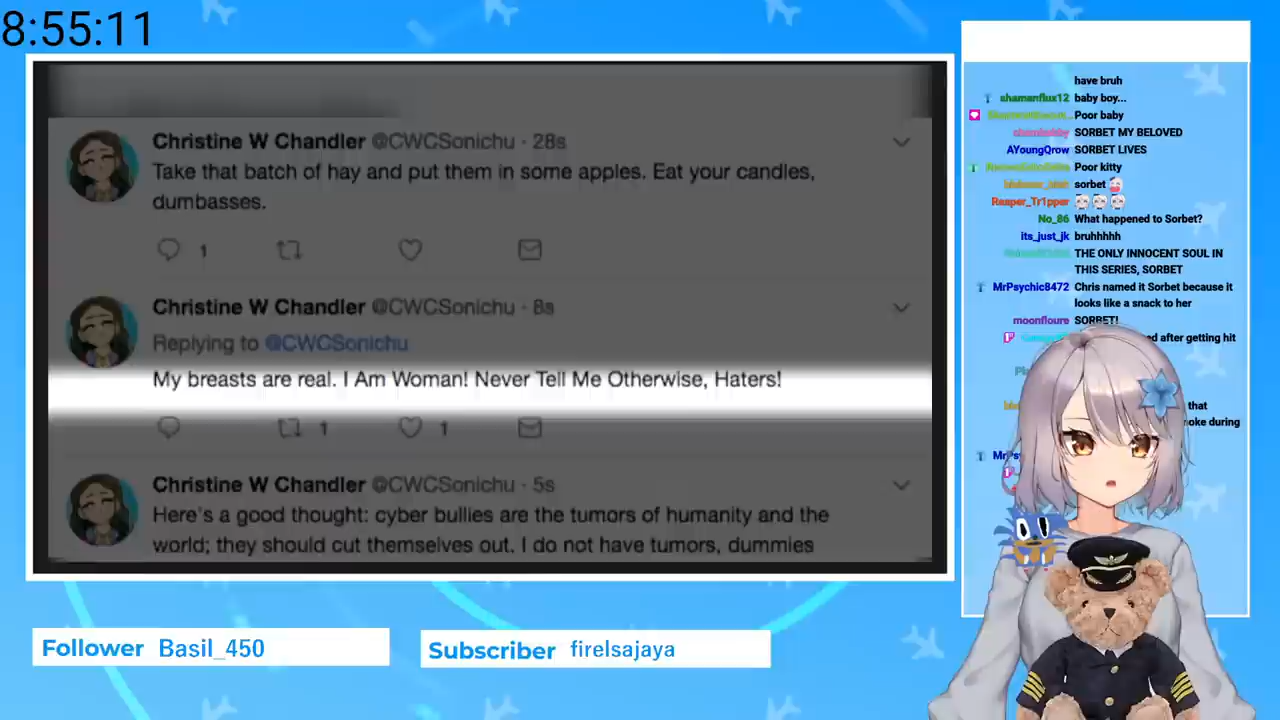 8:55:11
Christine W Chandler @CWCSonichu · 28s
Take that batch of hay and put them in some apples. Eat your candles,
dumbasses.
1
Christine W Chandler @CWCSonichu · 8s
Replying to @CWCSonichu
My breasts are real. I Am Woman! Never Tell Me Otherwise, Haters!
1 1
Christine W Chandler @CWCSonichu · 5s
Here's a good thought: cyber bullies are the tumors of humanity and the
world; they should cut themselves out. I do not have tumors, dummies
have bruh
shamanflux12 baby boy...
Poor baby
SORBET MY BELOVED
AYoungQrow SORBET LIVES
Poor kitty
sorbet
Reaper_Tr1pper
No_86 What happened to Sorbet?
its_just_jk bruhhhhh
THE ONLY INNOCENT SOUL IN
THIS SERIES, SORBET
MrPsychic8472 Chris named it Sorbet because it
looks like a snack to her
moonfloure SORBET!
after getting hit
that
during
Follower Basil_450
Subscriber firelsajaya